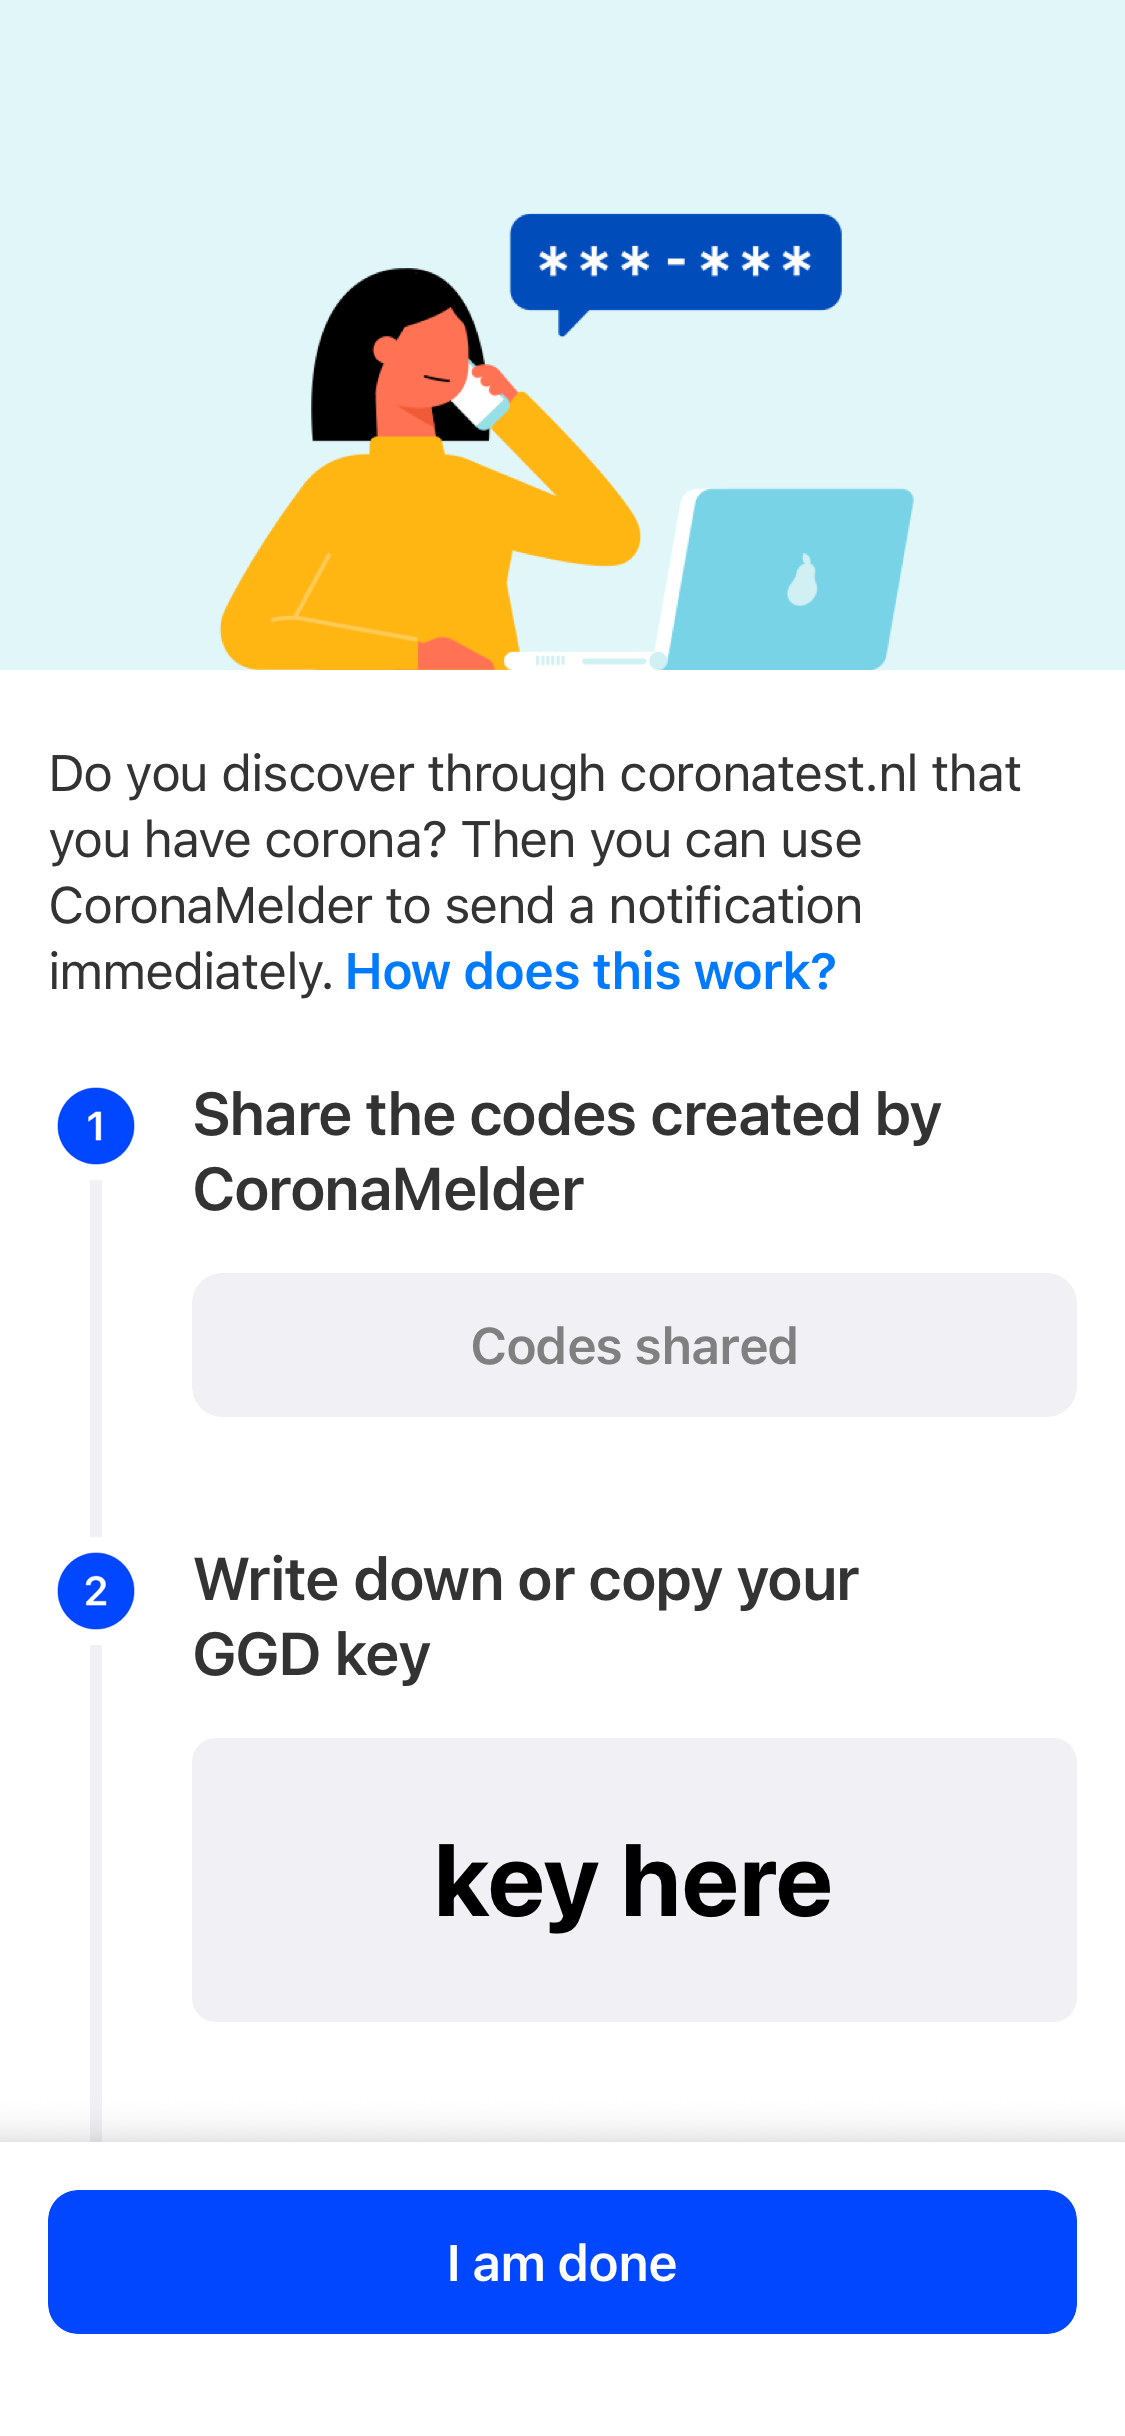 ***-***
Do you discover through coronatest.nl that
you have corona? Then you can use
CoronaMelder to send a notification
immediately. How does this work?
1
Share the codes created by
CoronaMelder
Codes shared
2
Write down or copy your
GGD key
key here
I am done